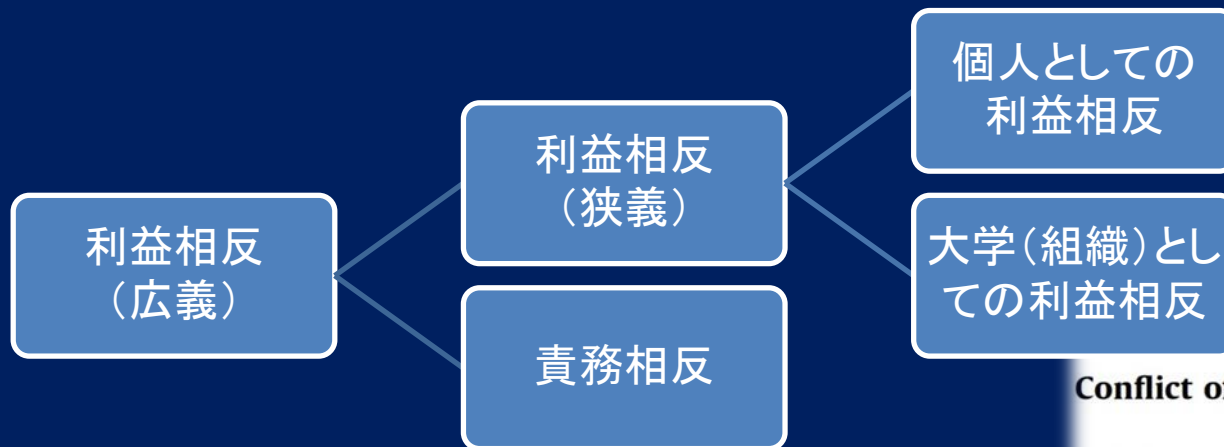 利益相反
（広義）
利益相反
（狭義）
責務相反
個人としての
利益相反
大学（組織）とし
ての利益相反
Conflict o